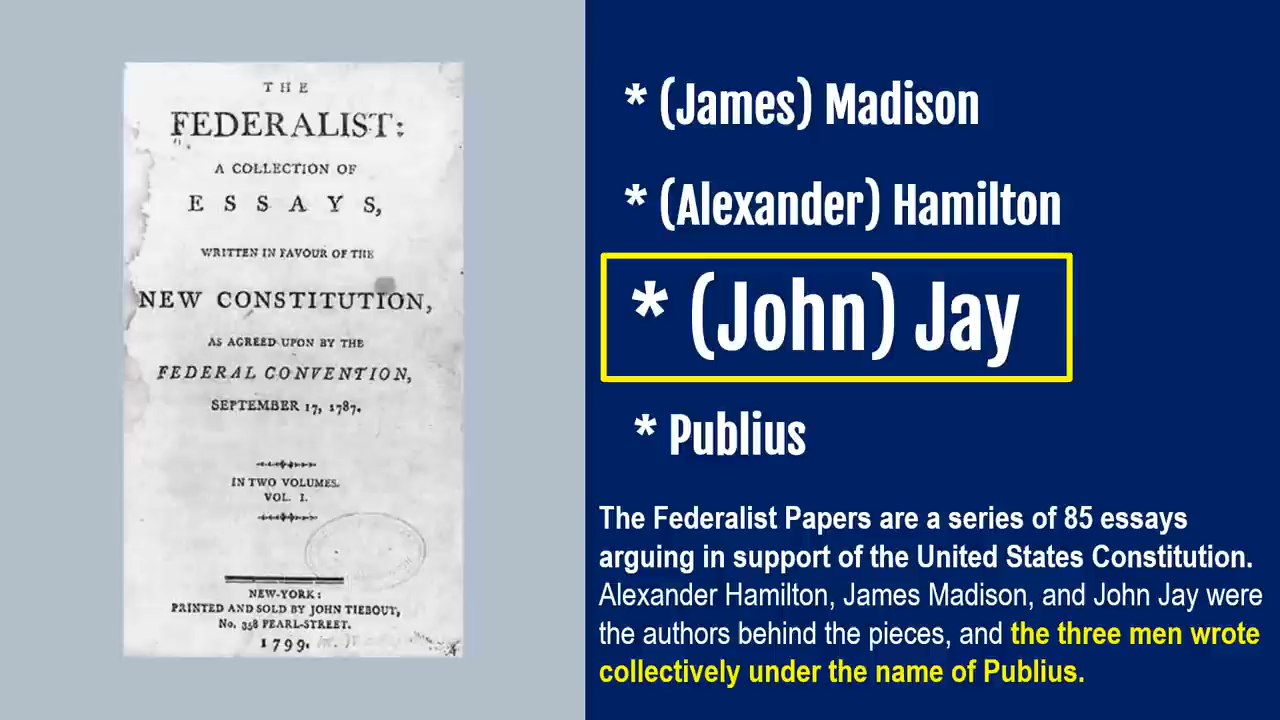 THE
FEDERALIST:
A COLLECTION OF
ESSAYS,
WRITTEN IN FAVOUR OF THE
NEW CONSTITUTION,
AS AGREED UPON BY THE
FEDERAL CONVENTION,
SEPTEMBER 17, 1787.
IN TWO VOLUMES.
VOL. I.
NEW-YORK:
PRINTED AND SOLD BY JOHN TIEBOUT,
No. 358 PEARL-STREET.
1799.
* (James) Madison
* (Alexander) Hamilton
* (John) Jay
* Publius
The Federalist Papers are a series of 85 essays
arguing in support of the United States Constitution.
Alexander Hamilton, James Madison, and John Jay were
the authors behind the pieces, and the three men wrote
collectively under the name of Publius.